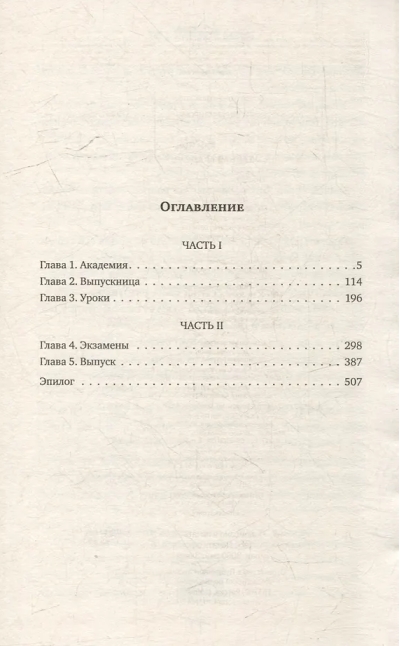 Оглавление
ЧАСТЬ I
Глава 1. Академия. . . . . . . . . . . . . . . . . . . . . . . . . . . . . .5
Глава 2. Выпускница . . . . . . . . . . . . . . . . . . . . . . . . . . . 114
Глава 3. Уроки . . . . . . . . . . . . . . . . . . . . . . . . . . . . . . . 196
ЧАСТЬ II
Глава 4. Экзамены . . . . . . . . . . . . . . . . . . . . . . . . . . . . 298
Глава 5. Выпуск . . . . . . . . . . . . . . . . . . . . . . . . . . . . . . 387
Эпилог . . . . . . . . . . . . . . . . . . . . . . . . . . . . . . . . . . . 507